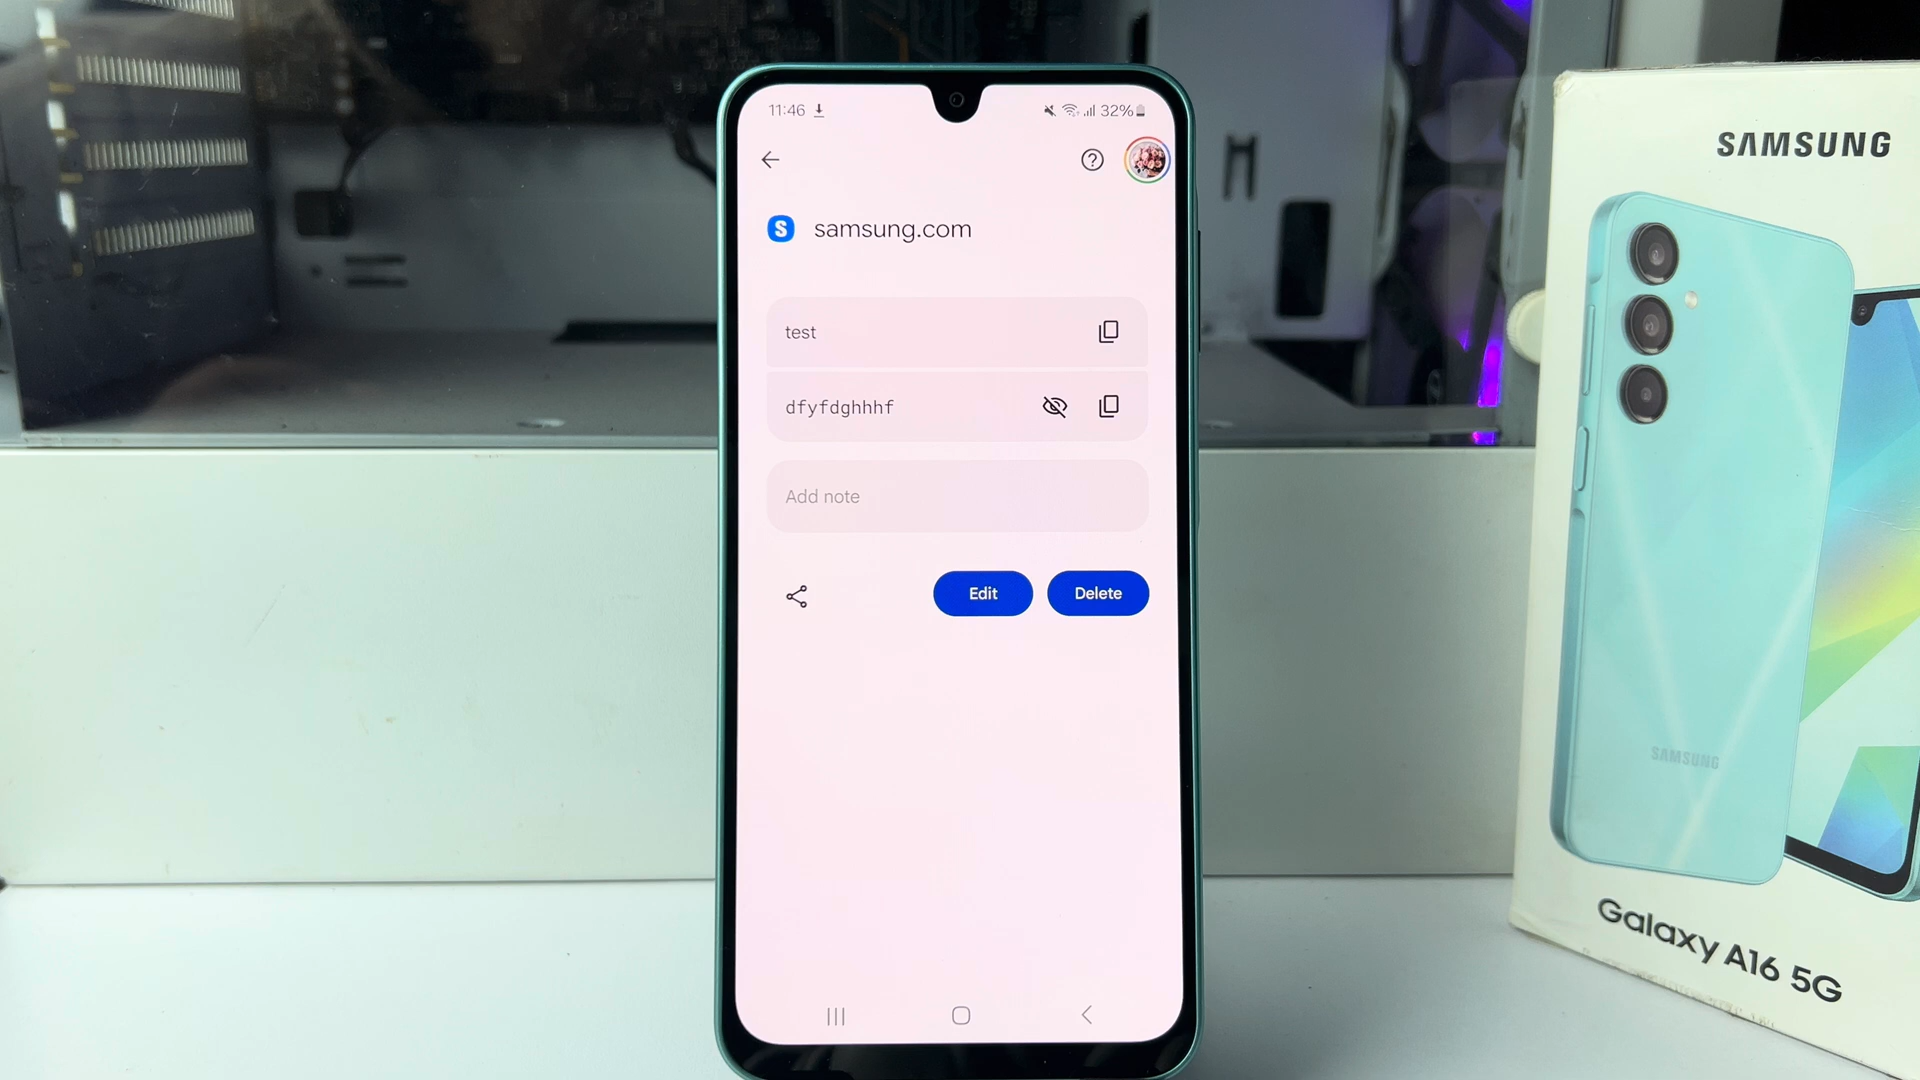 11:46 32%
samsung.com
test
dfyfdghhhf
Add note
Edit Delete
SAMSUNG
SAMSUNG
Galaxy A16 5G